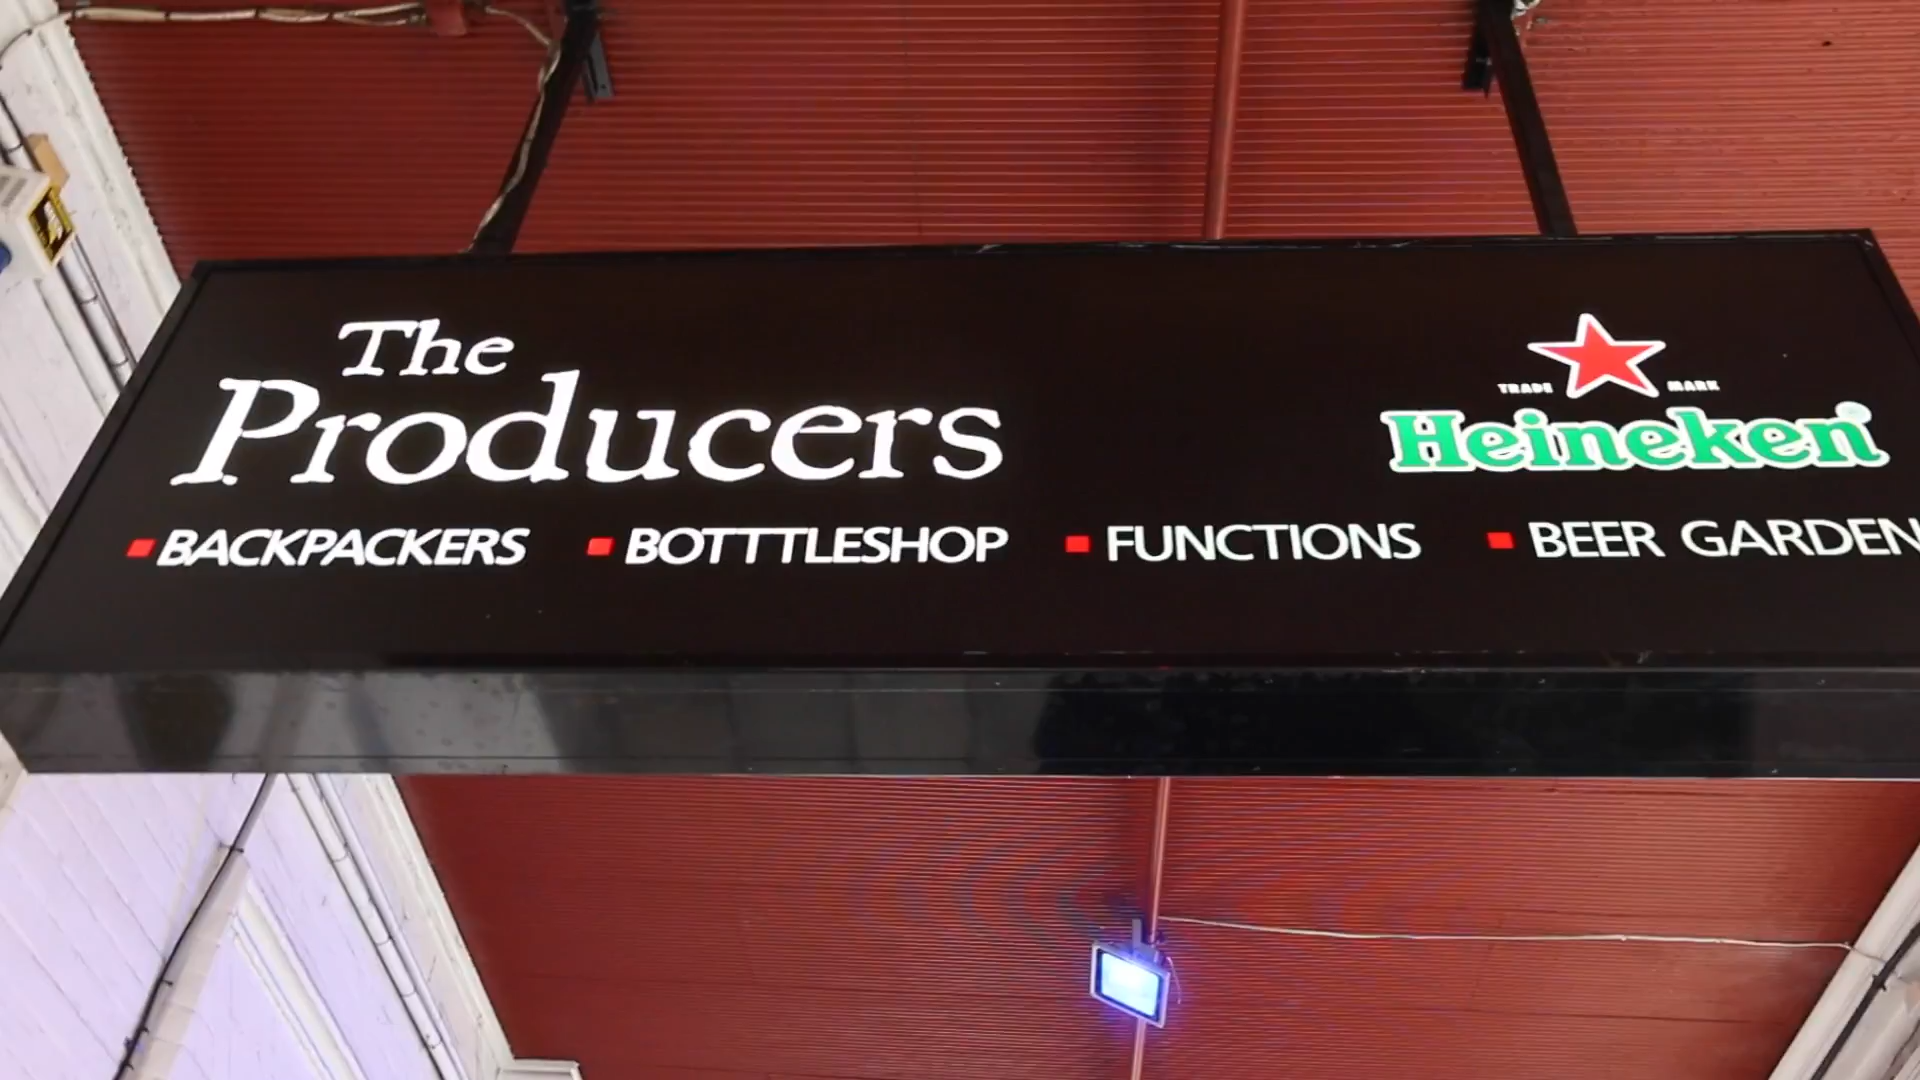 The
Producers
TRADE MARK
Heineken®
BACKPACKERS
BOTTTLESHOP
FUNCTIONS
BEER GARDEN